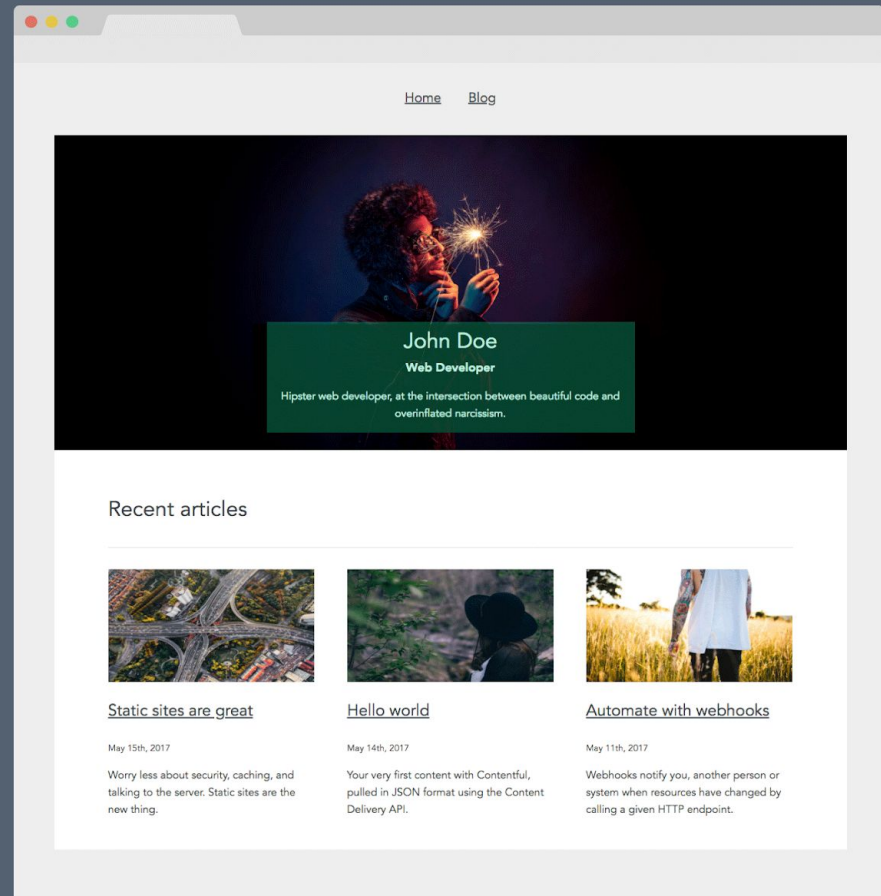 Home Blog
John Doe
Web Developer
Hipster web developer, at the intersection between beautiful code and
overinflated narcissism.
Recent articles
Static sites are great
May 15th, 2017
Worry less about security, caching, and
talking to the server. Static sites are the
new thing.
Hello world
May 14th, 2017
Your very first content with Contentful,
pulled in JSON format using the Content
Delivery API.
Automate with webhooks
May 11th, 2017
Webhooks notify you, another person or
system when resources have changed by
calling a given HTTP endpoint.